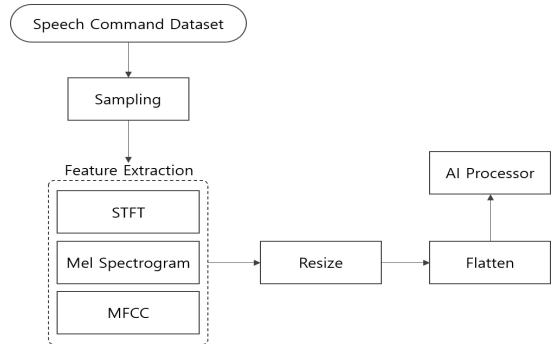 Speech Command Dataset
Sampling
Feature Extraction
STFT
Mel Spectrogram
MFCC
Resize
Flatten
AI Processor